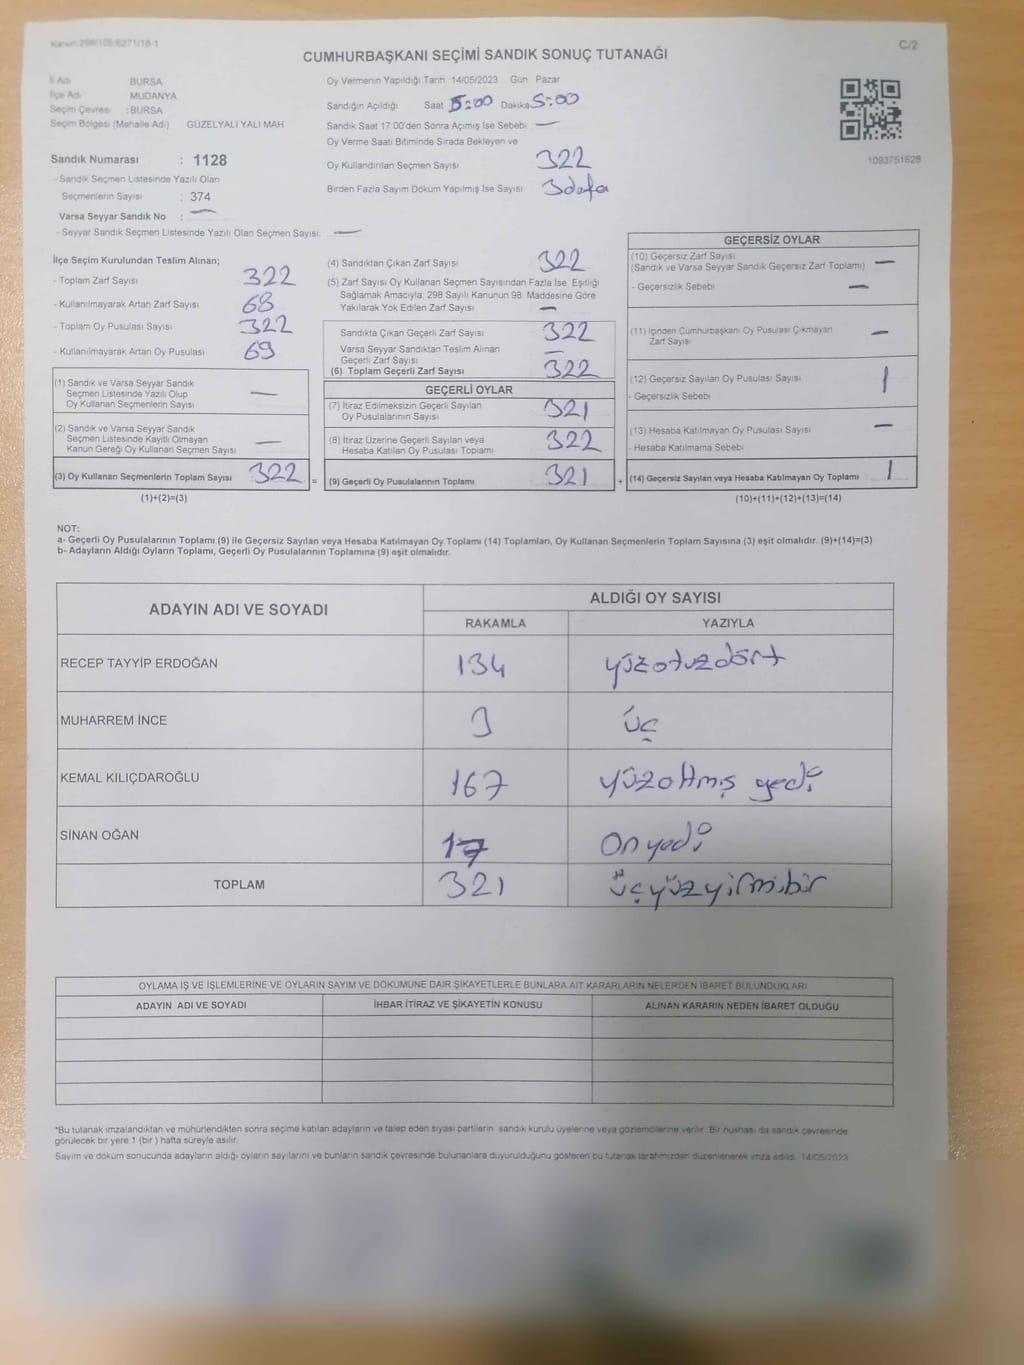 Kanun:298/105.6271/16-1
C/2
CUMHURBAŞKANI SEÇİMİ SANDIK SONUÇ TUTANAĞI
İl Adı BURSA
İlçe Adı MUDANYA
Seçim Çevresi : BURSA
Seçim Bölgesi (Mahalle Adı) GÜZELYALI YALI MAH
Sandık Numarası : 1128
- Sandık Seçmen Listesinde Yazılı Olan
Seçmenlerin Sayısı : 374
Varsa Seyyar Sandık No : —
- Seyyar Sandık Seçmen Listesinde Yazılı Olan Seçmen Sayısı: —
Oy Vermenin Yapıldığı Tarih: 14/05/2023 Gün: Pazar
Sandığın Açıldığı Saat 5:00 Dakika 5:00
Sandık Saat 17:00'den Sonra Açımış İse Sebebi —
Oy Verme Saati Bitiminde Sırada Bekleyen ve
Oy Kullandırılan Seçmen Sayısı 322
Birden Fazla Sayım Döküm Yapılmış İse Sayısı 3 defa
1093751628
İlçe Seçim Kurulundan Teslim Alınan;
- Toplam Zarf Sayısı 322
- Kullanılmayarak Artan Zarf Sayısı 68
- Toplam Oy Pusulası Sayısı 322
- Kullanılmayarak Artan Oy Pusulası 69
(1) Sandık ve Varsa Seyyar Sandık
Seçmen Listesinde Yazılı Olup
Oy Kullanan Seçmenlerin Sayısı —
(2) Sandık ve Varsa Seyyar Sandık
Seçmen Listesinde Kayıtlı Olmayan
Kanun Gereği Oy Kullanan Seçmen Sayısı —
(3) Oy Kullanan Seçmenlerin Toplam Sayısı 322 =
(1)+(2)=(3)
(4) Sandıktan Çıkan Zarf Sayısı 322
(5) Zarf Sayısı Oy Kullanan Seçmen Sayısından Fazla İse, Eşitliği
Sağlamak Amacıyla; 298 Sayılı Kanunun 98. Maddesine Göre
Yakılarak Yok Edilen Zarf Sayısı —
Sandıkta Çıkan Geçerli Zarf Sayısı 322
Varsa Seyyar Sandıktan Teslim Alınan
Geçerli Zarf Sayısı —
(6) Toplam Geçerli Zarf Sayısı 322
GEÇERLİ OYLAR
(7) İtiraz Edilmeksizin Geçerli Sayılan
Oy Pusulalarının Sayısı 321
(8) İtiraz Üzerine Geçerli Sayılan veya
Hesaba Katılan Oy Pusulası Toplamı 322
(9) Geçerli Oy Pusulalarının Toplamı : 321 +
GEÇERSİZ OYLAR
(10) Geçersiz Zarf Sayısı
(Sandık ve Varsa Seyyar Sandık Geçersiz Zarf Toplamı) —
- Geçersizlik Sebebi —
(11) İçinden Cumhurbaşkanı Oy Pusulası Çıkmayan
Zarf Sayısı —
(12) Geçersiz Sayılan Oy Pusulası Sayısı 1
- Geçersizlik Sebebi
(13) Hesaba Katılmayan Oy Pusulası Sayısı —
- Hesaba Katılmama Sebebi
(14) Geçersiz Sayılan veya Hesaba Katılmayan Oy Toplamı 1
(10)+(11)+(12)+(13)=(14)
NOT:
a- Geçerli Oy Pusulalarının Toplamı (9) ile Geçersiz Sayılan veya Hesaba Katılmayan Oy Toplamı (14) Toplamları, Oy Kullanan Seçmenlerin Toplam Sayısına (3) eşit olmalıdır. (9)+(14)=(3)
b- Adayların Aldığı Oyların Toplamı, Geçerli Oy Pusulalarının Toplamına (9) eşit olmalıdır.
ADAYIN ADI VE SOYADI ALDIĞI OY SAYISI
RAKAMLA YAZIYLA
RECEP TAYYİP ERDOĞAN 134 yüzotuzdört
MUHARREM İNCE 3 üç
KEMAL KILIÇDAROĞLU 167 yüzaltmış yedi
SİNAN OĞAN 17 On yedi
TOPLAM 321 üçyüzyirmibir
OYLAMA İŞ VE İŞLEMLERİNE VE OYLARIN SAYIM VE DÖKÜMÜNE DAİR ŞİKAYETLERLE BUNLARA AİT KARARLARIN NELERDEN İBARET BULUNDUKLARI
ADAYIN ADI VE SOYADI İHBAR İTİRAZ VE ŞİKAYETİN KONUSU ALINAN KARARIN NEDEN İBARET OLDUĞU
*Bu tutanak imzalandıktan ve mühürlendikten sonra seçime katılan adayların ve talep eden siyasi partilerin sandık kurulu üyelerine veya gözlemcilerine verilir. Bir nüshası da sandık çevresinde
görülecek bir yere 1 (bir) hafta süreyle asılır.
Sayım ve döküm sonucunda adayların aldığı oyların sayılarını ve bunların sandık çevresinde bulunanlara duyurulduğunu gösteren bu tutanak tarafımızdan düzenlenerek imza edildi. 14/05/2023